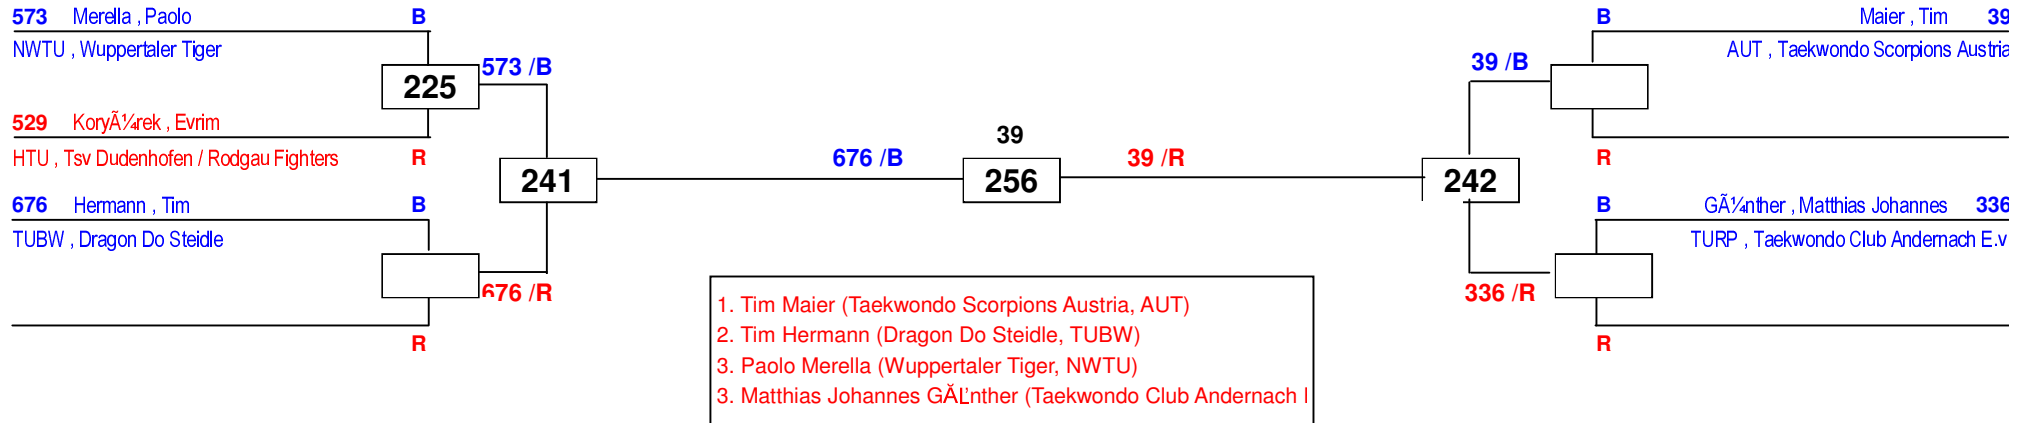 573 Merella , Paolo B
NWTU , Wuppertaler Tiger
573 /B
225
529 KoryÃ¼rek , Evrim
HTU , Tsv Dudenhofen / Rodgau Fighters R
241
676 Hermann , Tim B
TUBW , Dragon Do Steidle
676 /R
R
676 /B
39
256
39 /R
B Maier , Tim 39
AUT , Taekwondo Scorpions Austria
39 /B
R
242
B GÃ¼nther , Matthias Johannes 336
TURP , Taekwondo Club Andernach E.v
336 /R
R
1. Tim Maier (Taekwondo Scorpions Austria, AUT)
2. Tim Hermann (Dragon Do Steidle, TUBW)
3. Paolo Merella (Wuppertaler Tiger, NWTU)
3. Matthias Johannes GĂĽnther (Taekwondo Club Andernach